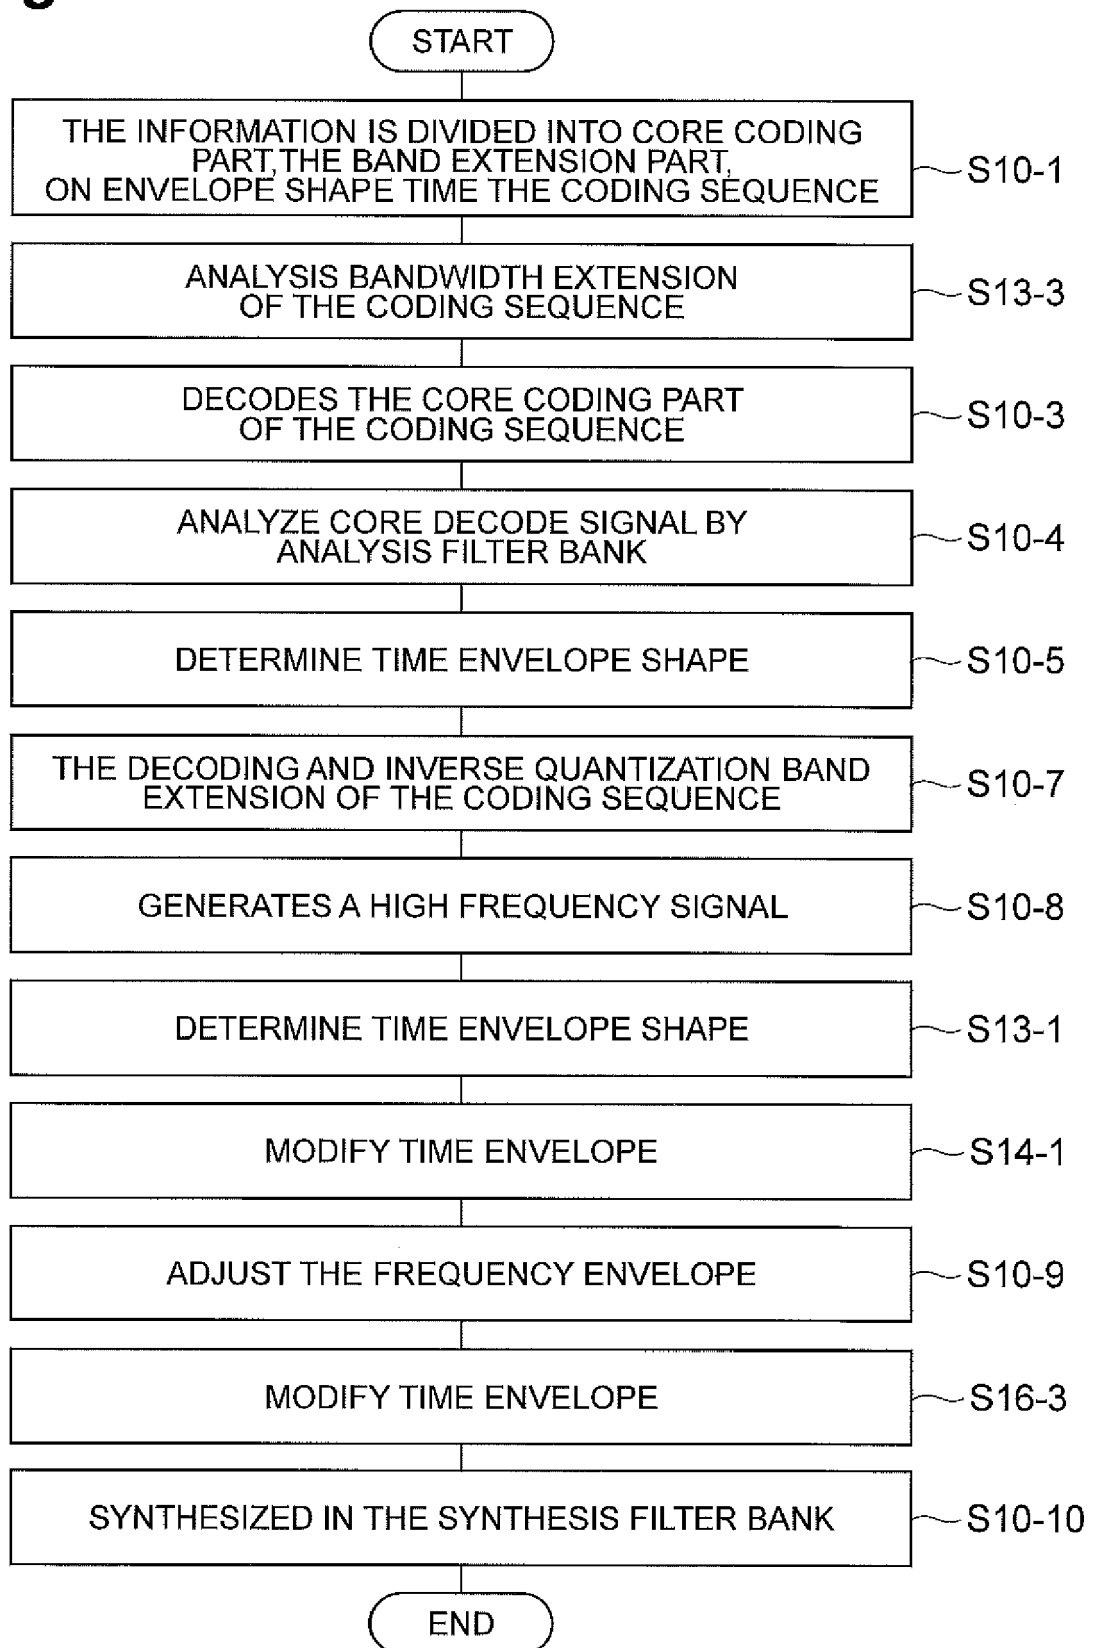 START
THE INFORMATION IS DIVIDED INTO CORE CODING
PART, THE BAND EXTENSION PART,
ON ENVELOPE SHAPE TIME THE CODING SEQUENCE
S10-1
ANALYSIS BANDWIDTH EXTENSION
OF THE CODING SEQUENCE
S13-3
DECODES THE CORE CODING PART
OF THE CODING SEQUENCE
S10-3
ANALYZE CORE DECODE SIGNAL BY
ANALYSIS FILTER BANK
S10-4
DETERMINE TIME ENVELOPE SHAPE
S10-5
THE DECODING AND INVERSE QUANTIZATION BAND
EXTENSION OF THE CODING SEQUENCE
S10-7
GENERATES A HIGH FREQUENCY SIGNAL
S10-8
DETERMINE TIME ENVELOPE SHAPE
S13-1
MODIFY TIME ENVELOPE
S14-1
ADJUST THE FREQUENCY ENVELOPE
S10-9
MODIFY TIME ENVELOPE
S16-3
SYNTHESIZED IN THE SYNTHESIS FILTER BANK
S10-10
END